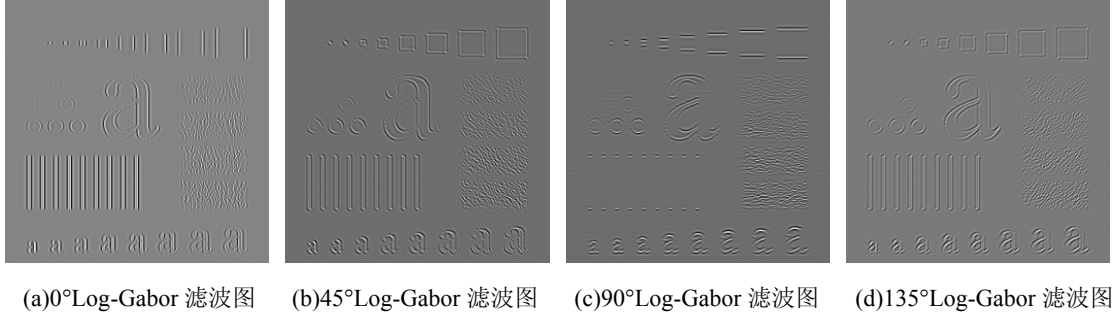 a
a
a
a
a a a a a a a a
a a a a a a a a
a a a a a a a a
a a a a a a a a
(a)0°Log-Gabor 滤波图 (b)45°Log-Gabor 滤波图 (c)90°Log-Gabor 滤波图 (d)135°Log-Gabor 滤波图